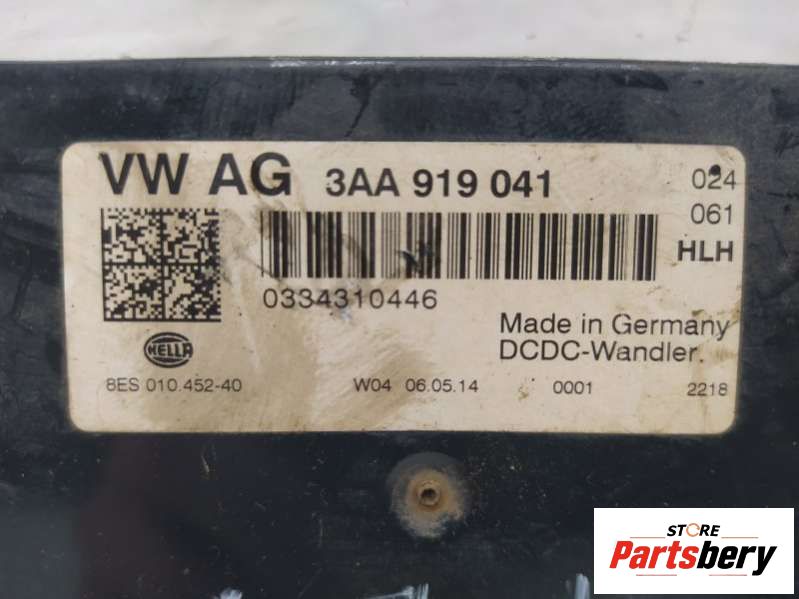 VW AG 3AA 919 041 024
061
HLH
0334310446
Made in Germany
DCDC-Wandler.
HELLA
8ES 010.452-40 W04 06.05.14 0001 2218
STORE
Partsbery